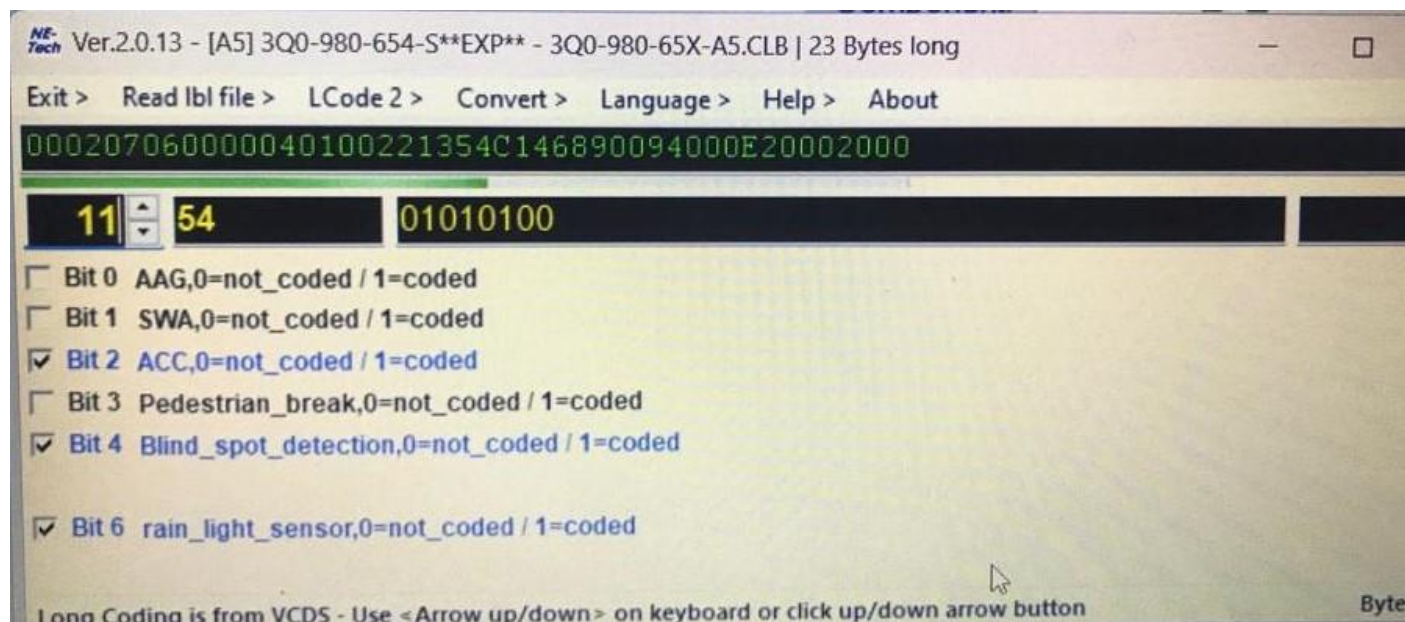 NE-Tech Ver.2.0.13 - [A5] 3Q0-980-654-S**EXP** - 3Q0-980-65X-A5.CLB | 23 Bytes long
Exit > Read lbl file > LCode 2 > Convert > Language > Help > About
000207060000040100221354C146890094000E20002000
11 54 01010100
Bit 0 AAG,0=not_coded / 1=coded
Bit 1 SWA,0=not_coded / 1=coded
Bit 2 ACC,0=not_coded / 1=coded
Bit 3 Pedestrian_break,0=not_coded / 1=coded
Bit 4 Blind_spot_detection,0=not_coded / 1=coded
Bit 6 rain_light_sensor,0=not_coded / 1=coded
Long Coding is from VCDS - Use <Arrow up/down> on keyboard or click up/down arrow button Byte